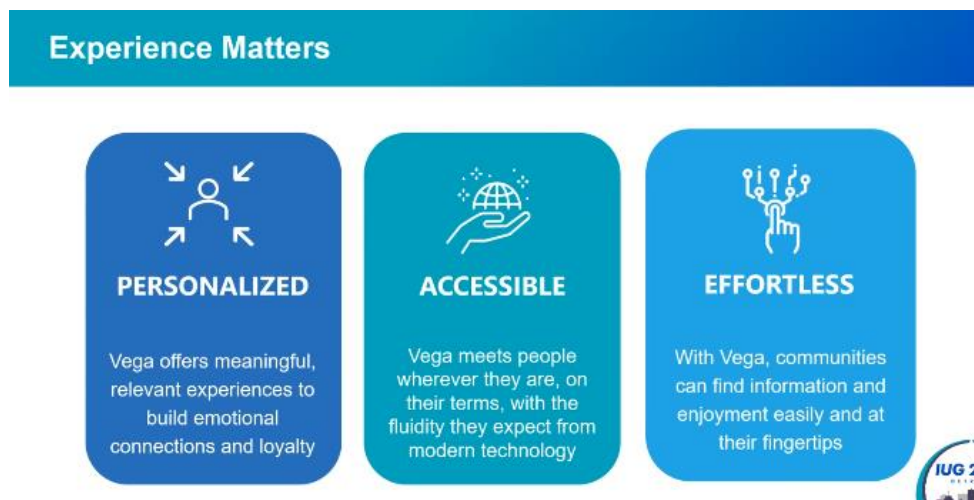 Experience Matters
PERSONALIZED
Vega offers meaningful,
relevant experiences to
build emotional
connections and loyalty
ACCESSIBLE
Vega meets people
wherever they are, on
their terms, with the
fluidity they expect from
modern technology
EFFORTLESS
With Vega, communities
can find information and
enjoyment easily and at
their fingertips
IUG